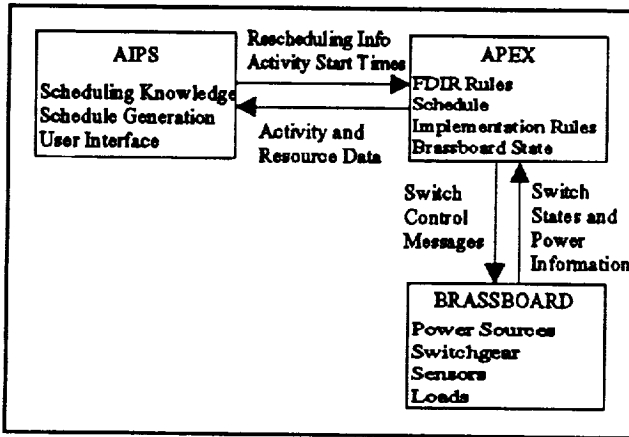 AIPS
Scheduling Knowledge
Schedule Generation
User Interface
Rescheduling Info
Activity Start Times
Activity and
Resource Data
APEX
FDIR Rules
Schedule
Implementation Rules
Brassboard State
Switch
Control
Messages
Switch
States and
Power
Information
BRASSBOARD
Power Sources
Switchgear
Sensors
Loads